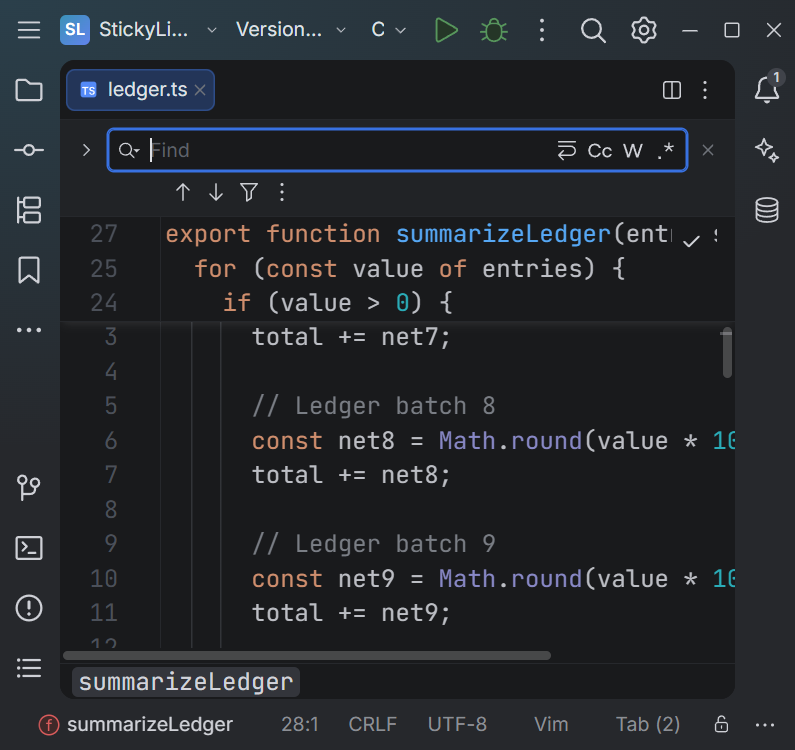 SL StickyLi... Version... C
TS ledger.ts
1
Find Cc W .*
27 export function summarizeLedger(ent
25 for (const value of entries) {
24 if (value > 0) {
3 total += net7;
4
5 // Ledger batch 8
6 const net8 = Math.round(value * 10
7 total += net8;
8
9 // Ledger batch 9
10 const net9 = Math.round(value * 10
11 total += net9;
12
summarizeLedger
f summarizeLedger 28:1 CRLF UTF-8 Vim Tab (2)